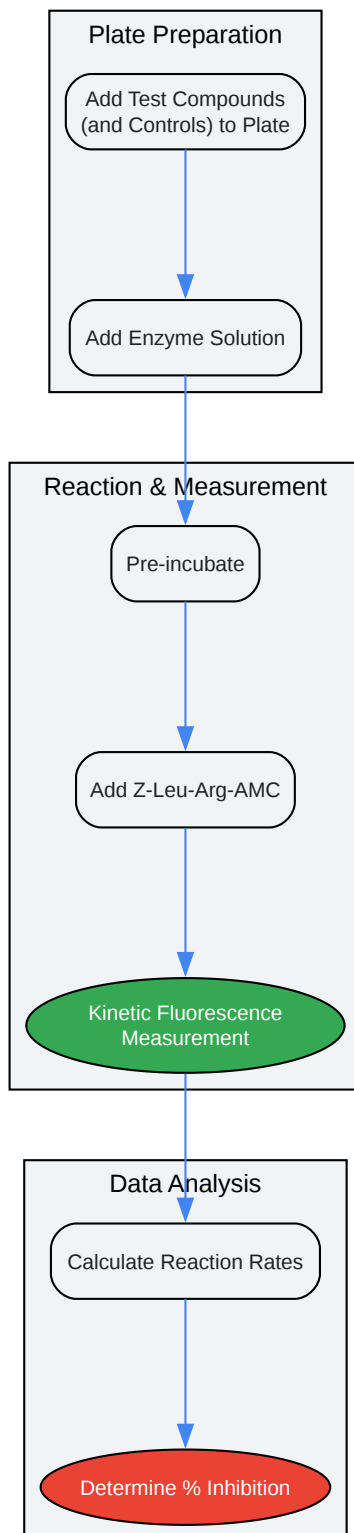 Plate Preparation
Add Test Compounds
(and Controls) to Plate
Add Enzyme Solution
Reaction & Measurement
Pre-incubate
Add Z-Leu-Arg-AMC
Kinetic Fluorescence
Measurement
Data Analysis
Calculate Reaction Rates
Determine % Inhibition